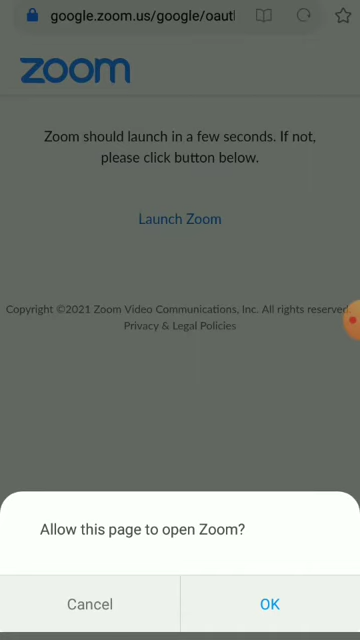 google.zoom.us/google/oaut
zoom
Zoom should launch in a few seconds. If not,
please click button below.
Launch Zoom
Copyright ©2021 Zoom Video Communications, Inc. All rights reserved.
Privacy & Legal Policies
Allow this page to open Zoom?
Cancel
OK